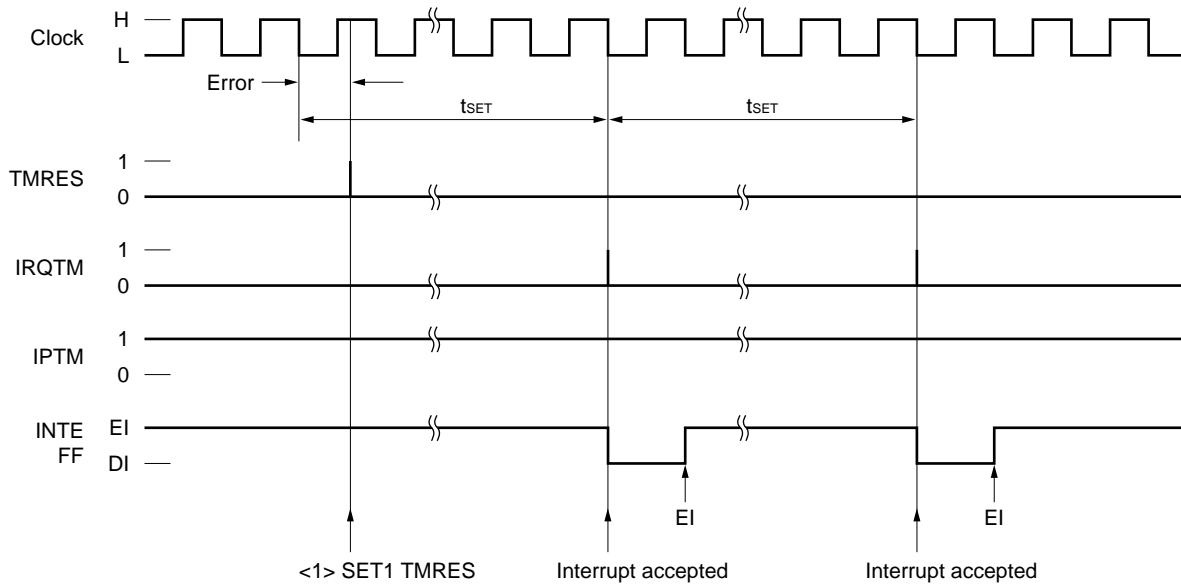 H
Clock
L
Error
tSET
tSET
1
TMRES
0
1
IRQTM
0
1
IPTM
0
INTE
FF
EI
DI
EI
EI
<1> SET1 TMRES
Interrupt accepted
Interrupt accepted